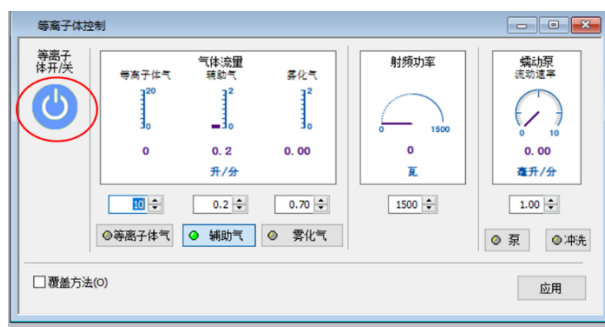 等离子体控制
等离子
体开/关
气体流量
等离子体气 辅助气 雾化气
20 2 2
0 0 0
0 0.2 0.00
升/分
10 0.2 0.70
等离子体气 辅助气 雾化气
射频功率
0 1500
0
瓦
1500
蠕动泵
流动速率
0 10
0.00
毫升/分
1.00
泵 冲洗
覆盖方法(O)
应用